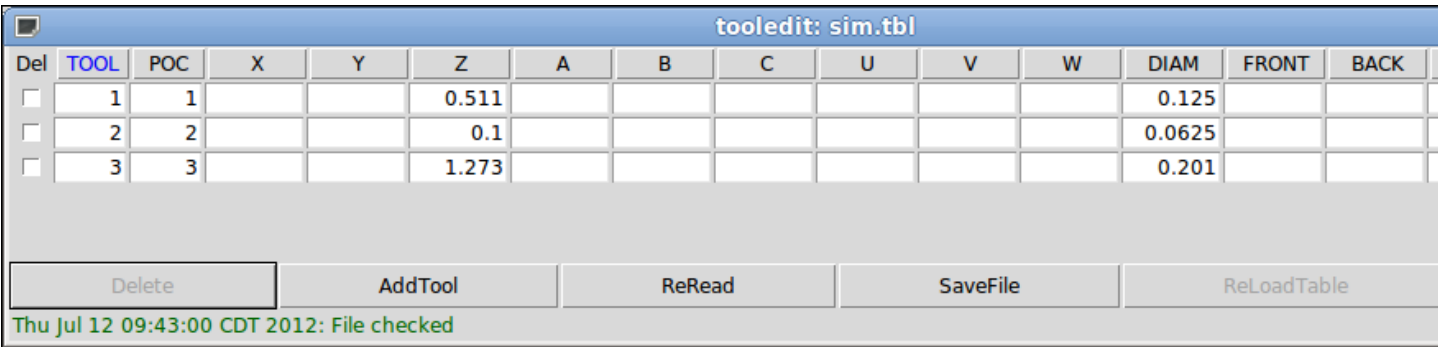 tooledit: sim.tbl
Del TOOL POC X Y Z A B C U V W DIAM FRONT BACK
1 1 0.511 0.125
2 2 0.1 0.0625
3 3 1.273 0.201
Delete AddTool ReRead SaveFile ReLoadTable
Thu Jul 12 09:43:00 CDT 2012: File checked